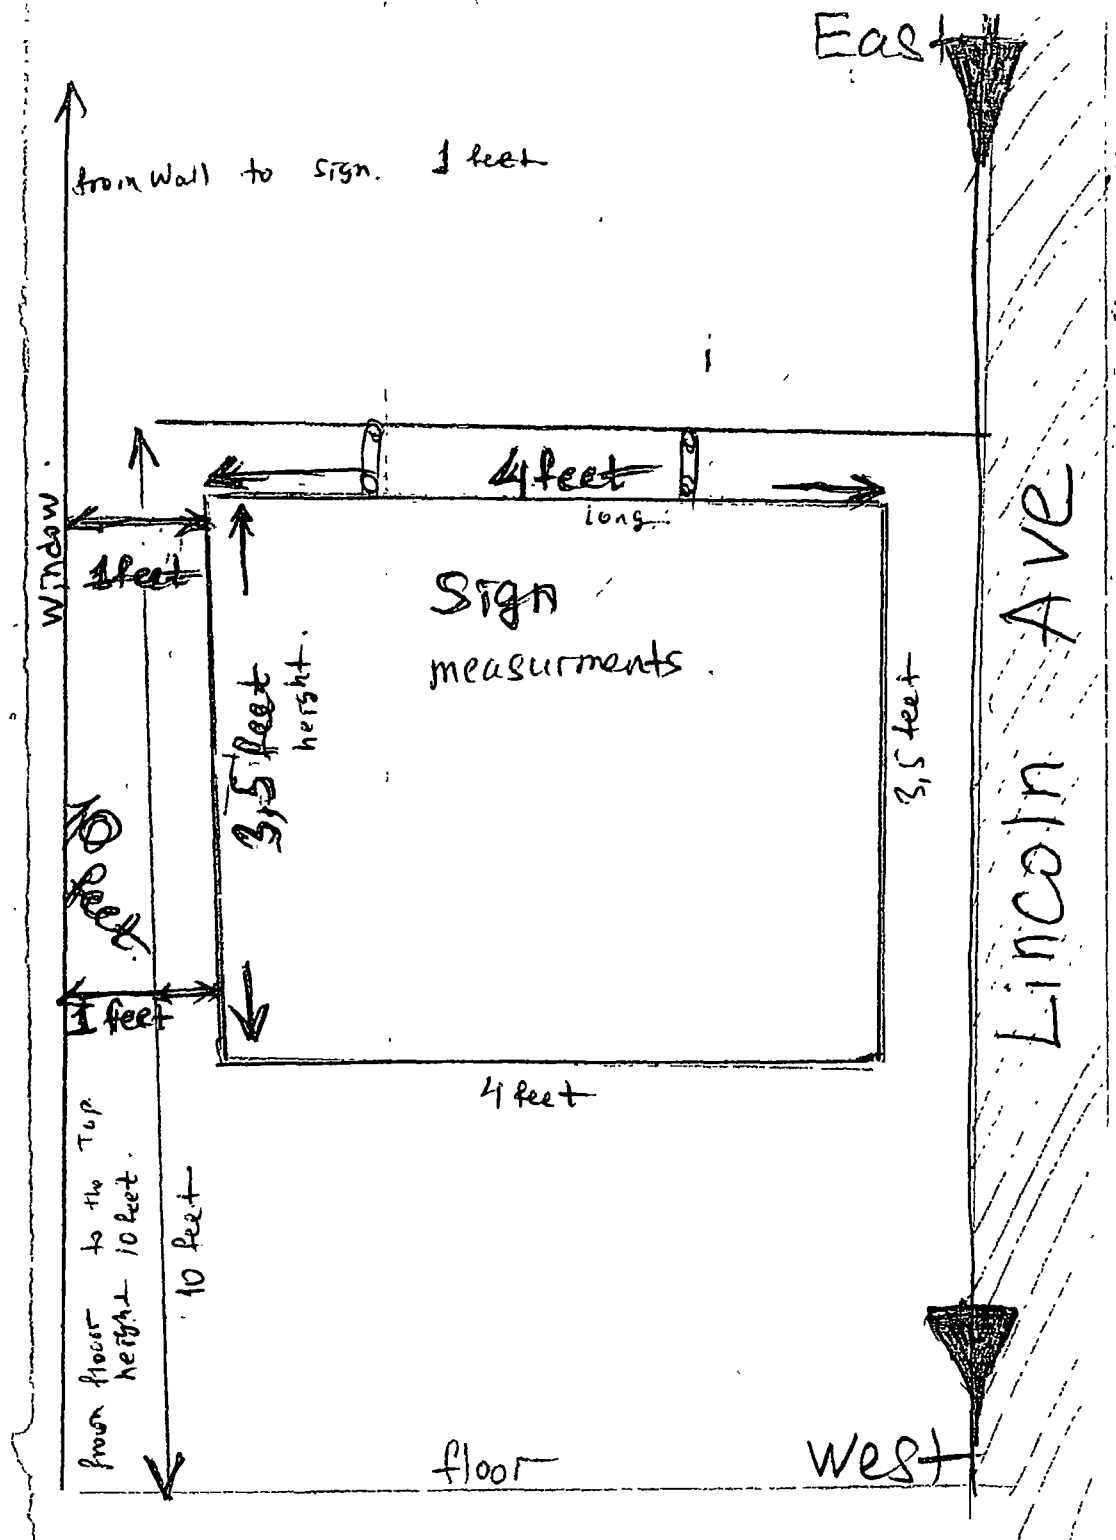 East
from Wall to Sign. 1 feet
4 feet
long.
Window.
1 feet
Sign
measurments.
3,5 feet
height.
3,5 feet
10 feet
1 feet
4 feet
from floor to the Top
height 10 feet.
10 feet
Lincoln Ave
floor
West